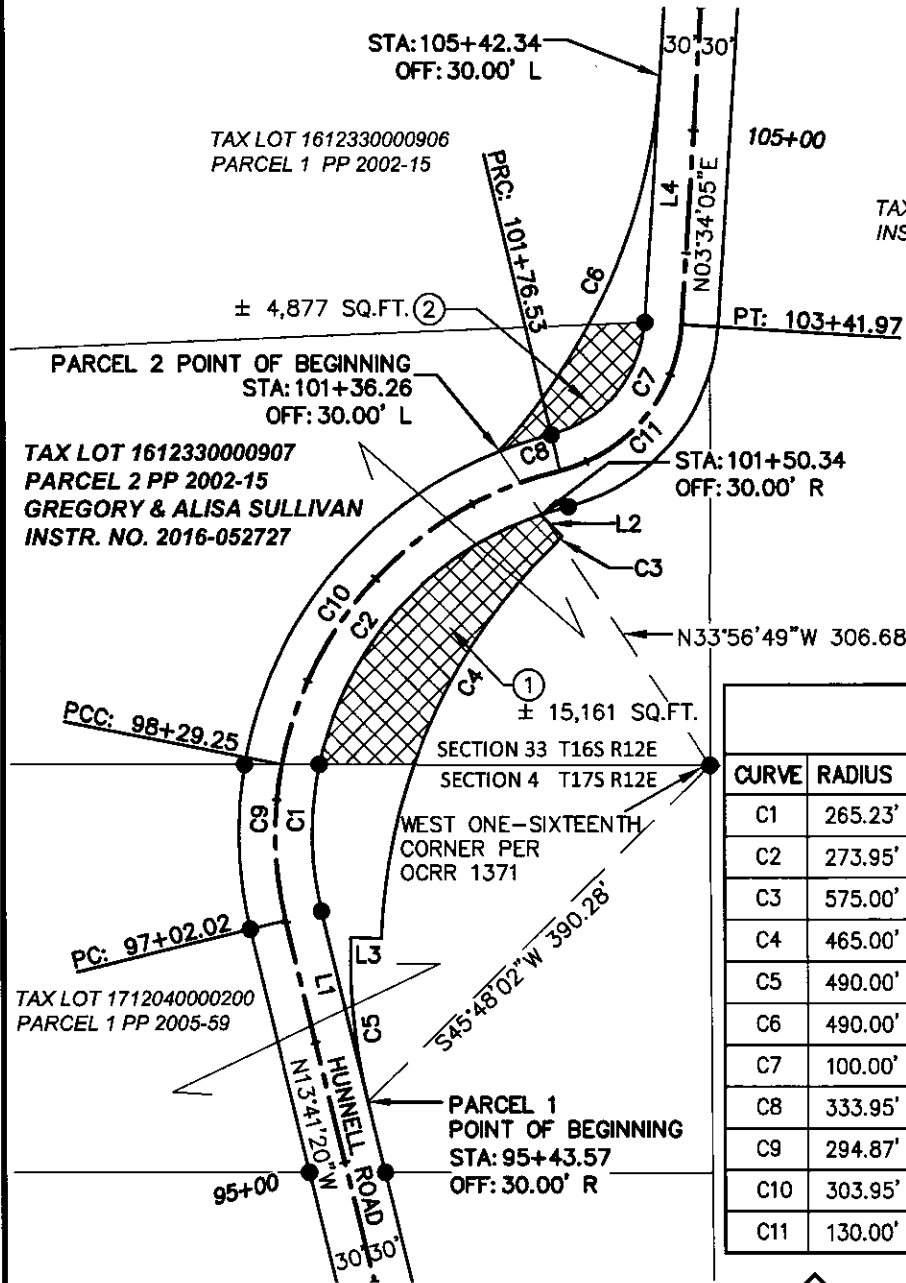 STA: 105+42.34
OFF: 30.00' L
30' 30'
TAX LOT 1612330000906
PARCEL 1 PP 2002-15
105+00
PRC: 101+76.53
L4
N03°34'05"E
TAX
INS
C6
± 4,877 SQ.FT. 2
PT: 103+41.97
PARCEL 2 POINT OF BEGINNING
STA: 101+36.26
OFF: 30.00' L
C7
C8
C11
TAX LOT 1612330000907
PARCEL 2 PP 2002-15
GREGORY & ALISA SULLIVAN
INSTR. NO. 2016-052727
STA: 101+50.34
OFF: 30.00' R
L2
C3
C10
C2
N33°56'49"W 306.68
C4
1
± 15,161 SQ.FT.
PCC: 98+29.25
SECTION 33 T16S R12E
SECTION 4 T17S R12E
C9
C1
WEST ONE-SIXTEENTH
CORNER PER
OCRR 1371
PC: 97+02.02
L3
L1
S45°48'02"W 390.28'
TAX LOT 1712040000200
PARCEL 1 PP 2005-59
C5
N13°41'20"W
HUNNELL ROAD
PARCEL 1
POINT OF BEGINNING
STA: 95+43.57
OFF: 30.00' R
95+00
30' 30'
CURVE RADIUS
C1 265.23'
C2 273.95'
C3 575.00'
C4 465.00'
C5 490.00'
C6 490.00'
C7 100.00'
C8 333.95'
C9 294.87'
C10 303.95'
C11 130.00'